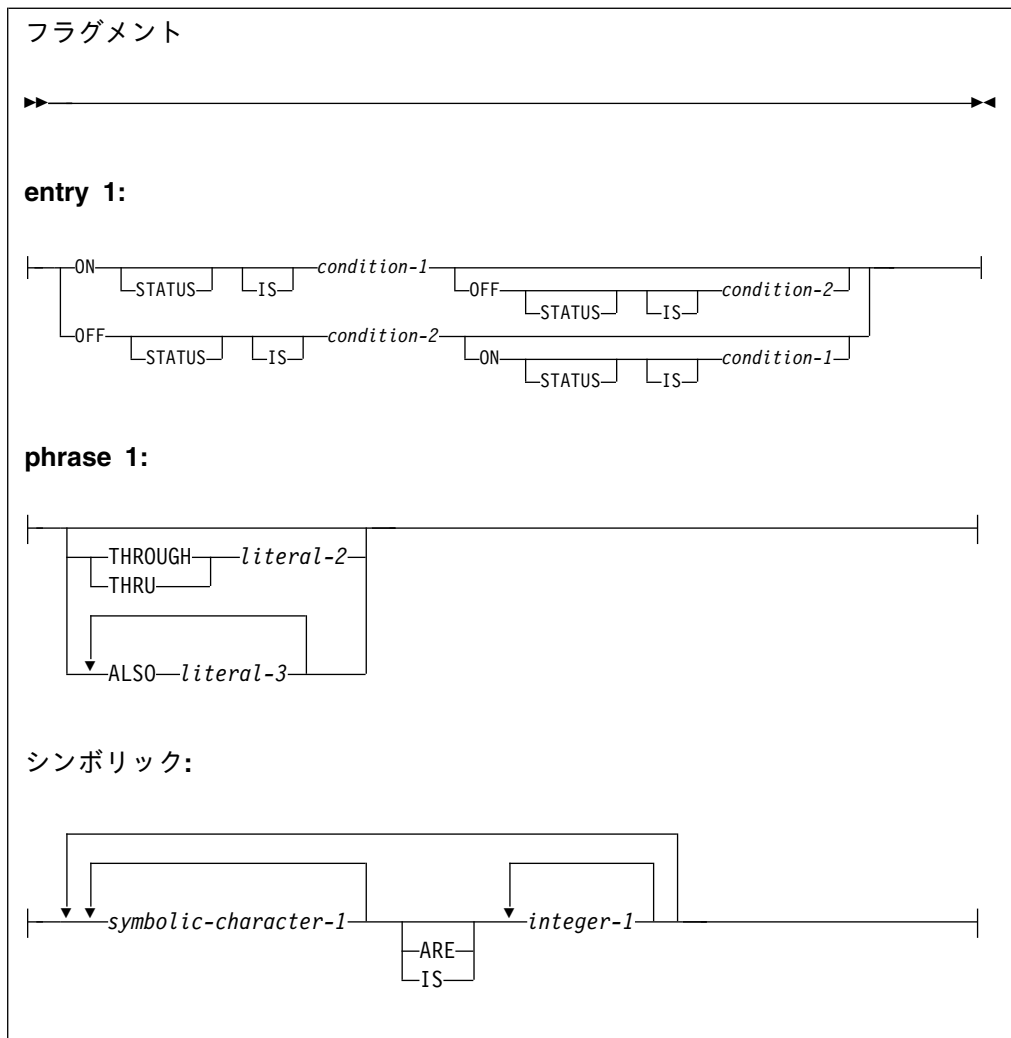 フラグメント
entry 1:
ON STATUS IS condition-1 OFF STATUS IS condition-2
OFF STATUS IS condition-2 ON STATUS IS condition-1
phrase 1:
THROUGH literal-2
THRU
ALSO literal-3
シンボリック:
symbolic-character-1 integer-1
ARE
IS